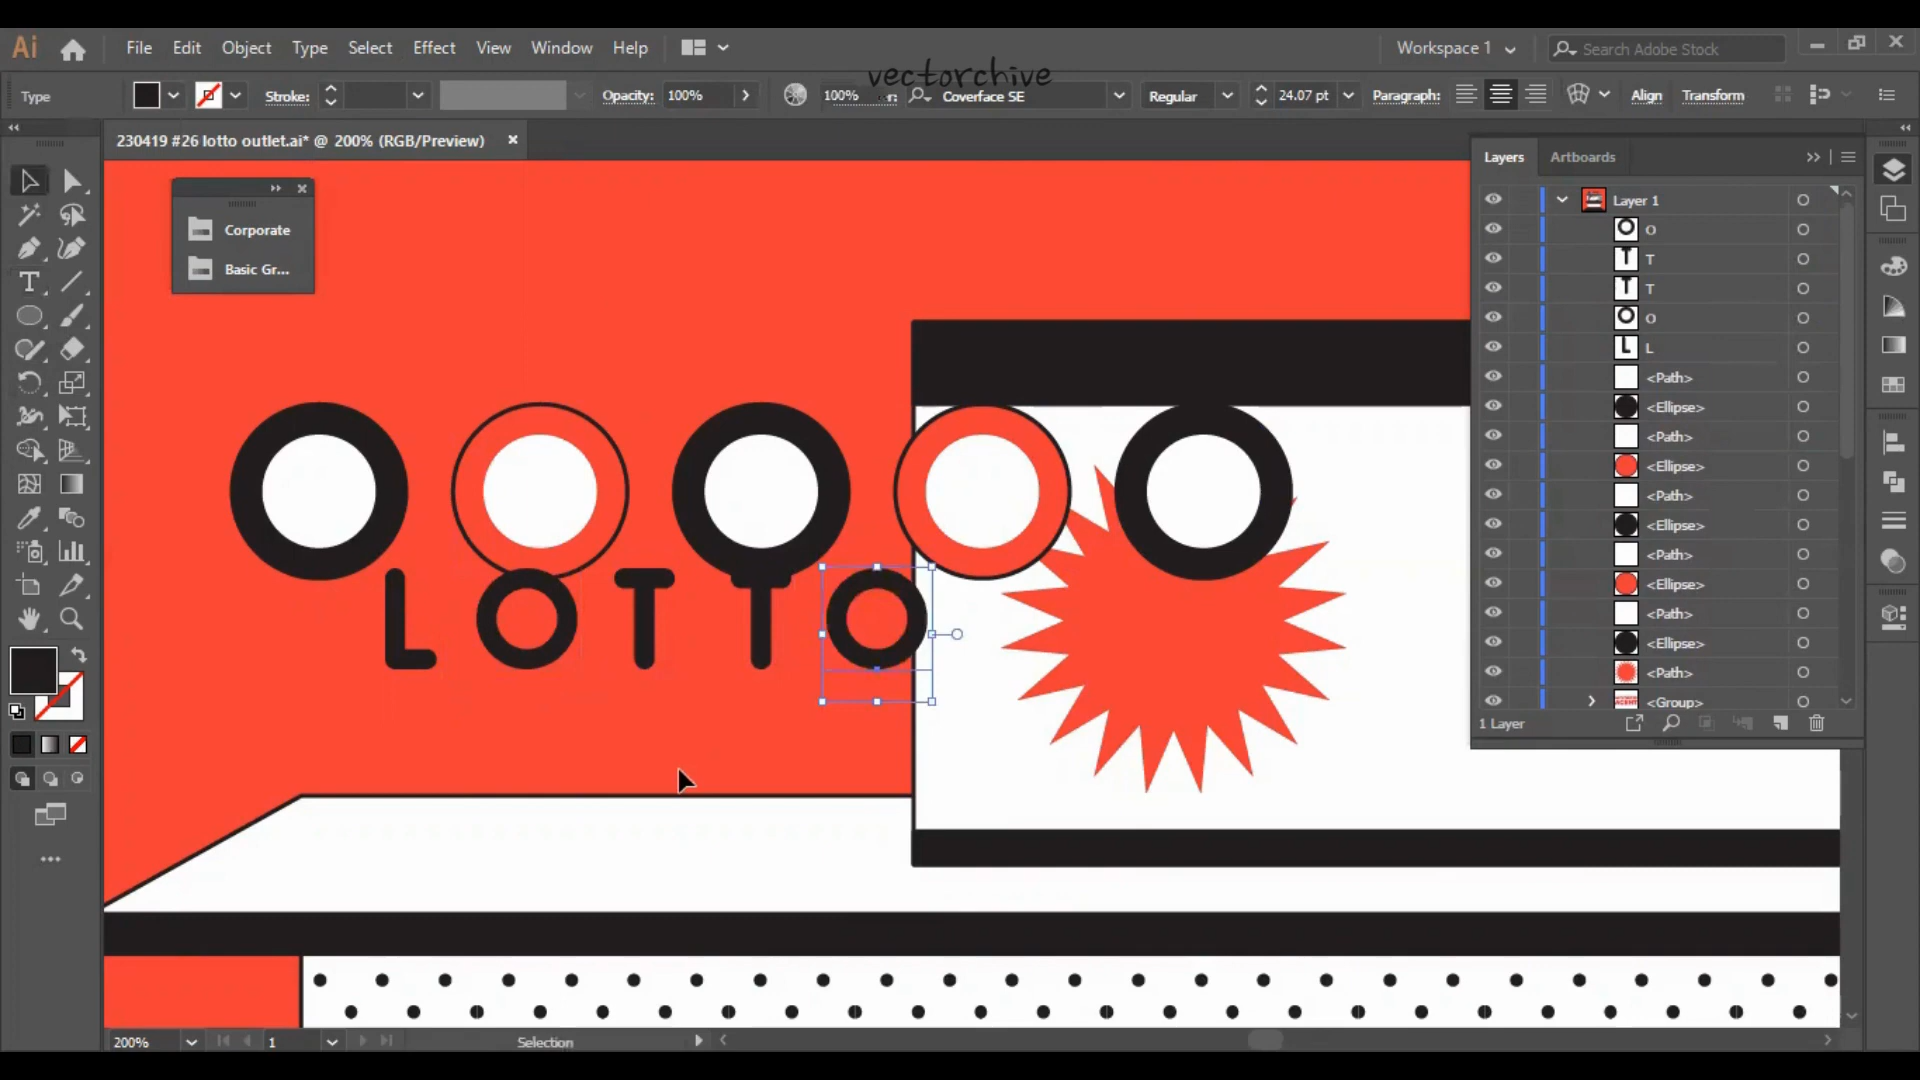 Ai File Edit Object Type Select Effect View Window Help Workspace 1 Search Adobe Stock
vectorchive
Type Stroke: Opacity: 100% 100% Coverface SE Regular 24.07 pt Paragraph: Align Transform
230419 #26 lotto outlet.ai* @ 200% (RGB/Preview)
Corporate
Basic Gr...
LOTTO
Layers Artboards
Layer 1
O
T
T
O
L
<Path>
<Ellipse>
<Path>
<Ellipse>
<Path>
<Ellipse>
<Path>
<Ellipse>
<Path>
<Ellipse>
<Path>
<Group>
1 Layer
200% 1 Selection